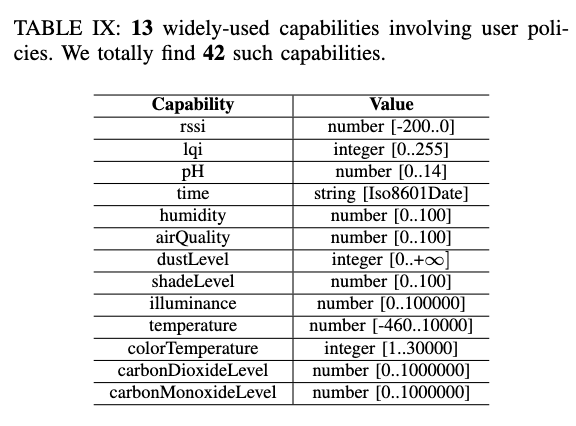 TABLE IX: 13 widely-used capabilities involving user poli-
cies. We totally find 42 such capabilities.
Capability Value
rssi number [-200..0]
lqi integer [0..255]
pH number [0..14]
time string [Iso8601Date]
humidity number [0..100]
airQuality number [0..100]
dustLevel integer [0..+∞]
shadeLevel number [0..100]
illuminance number [0..100000]
temperature number [-460..10000]
colorTemperature integer [1..30000]
carbonDioxideLevel number [0..1000000]
carbonMonoxideLevel number [0..1000000]